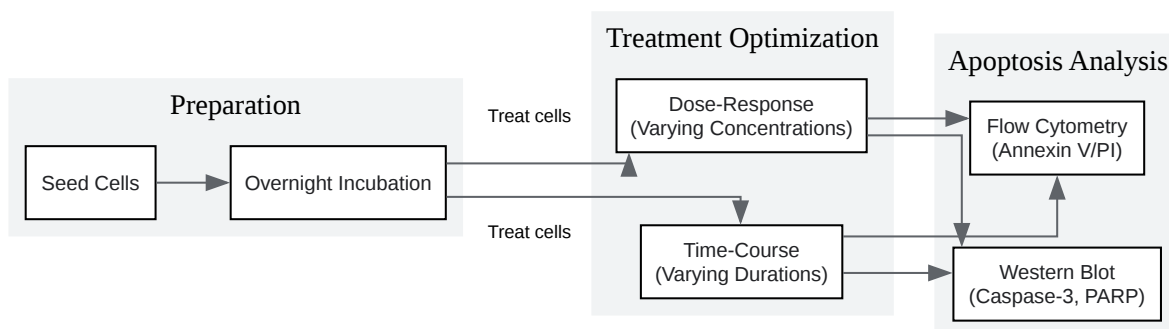 Preparation
Seed Cells
Overnight Incubation
Treat cells
Treat cells
Treatment Optimization
Dose-Response
(Varying Concentrations)
Time-Course
(Varying Durations)
Apoptosis Analysis
Flow Cytometry
(Annexin V/PI)
Western Blot
(Caspase-3, PARP)